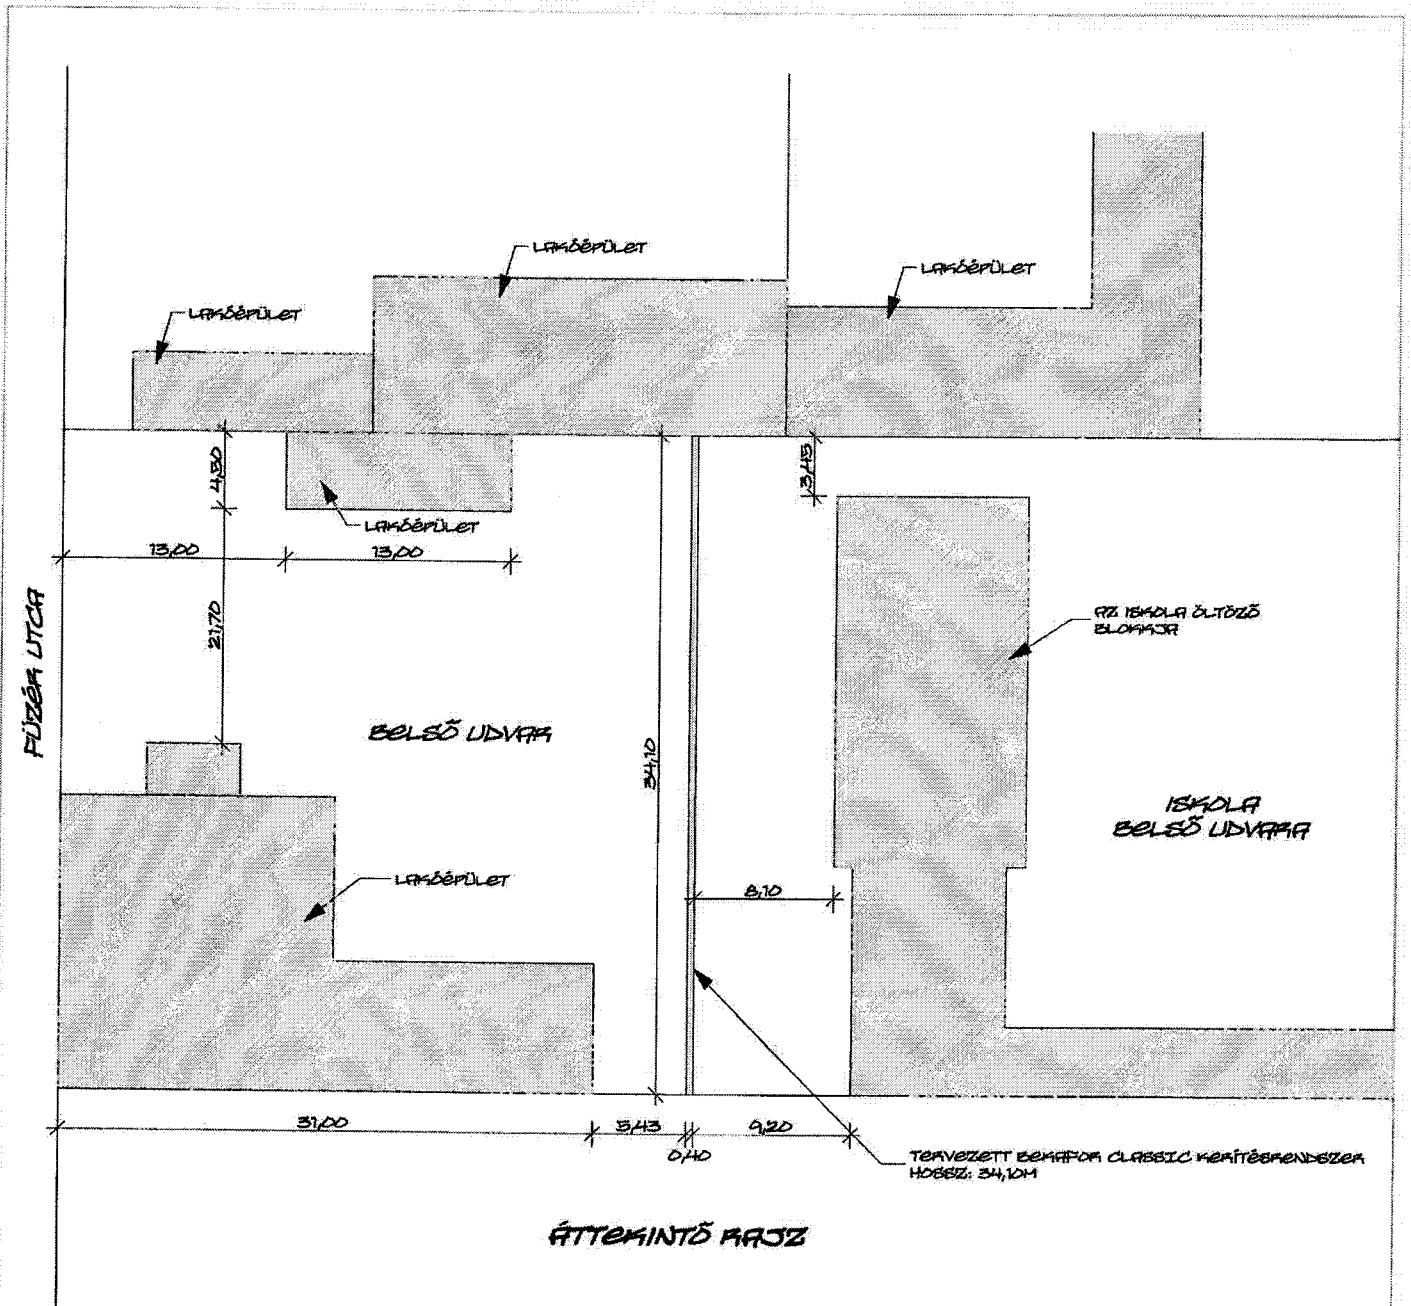 LAKÓÉPÜLET
LAKÓÉPÜLET
LAKÓÉPÜLET
4,50
3,45
LAKÓÉPÜLET
13,00
13,00
FÜZÉR UTCA
21,70
AZ ISKOLA ÖLTÖZŐ
BLOKKJA
BELSŐ UDVAR
34,10
ISKOLA
BELSŐ UDVARA
LAKÓÉPÜLET
8,10
31,00
5,43
0,40
9,20
TERVEZETT BEKAFOR CLASSIC KERÍTÉSRENDSZER
HOSSZ: 34,10M
ÁTTEKINTŐ RAJZ